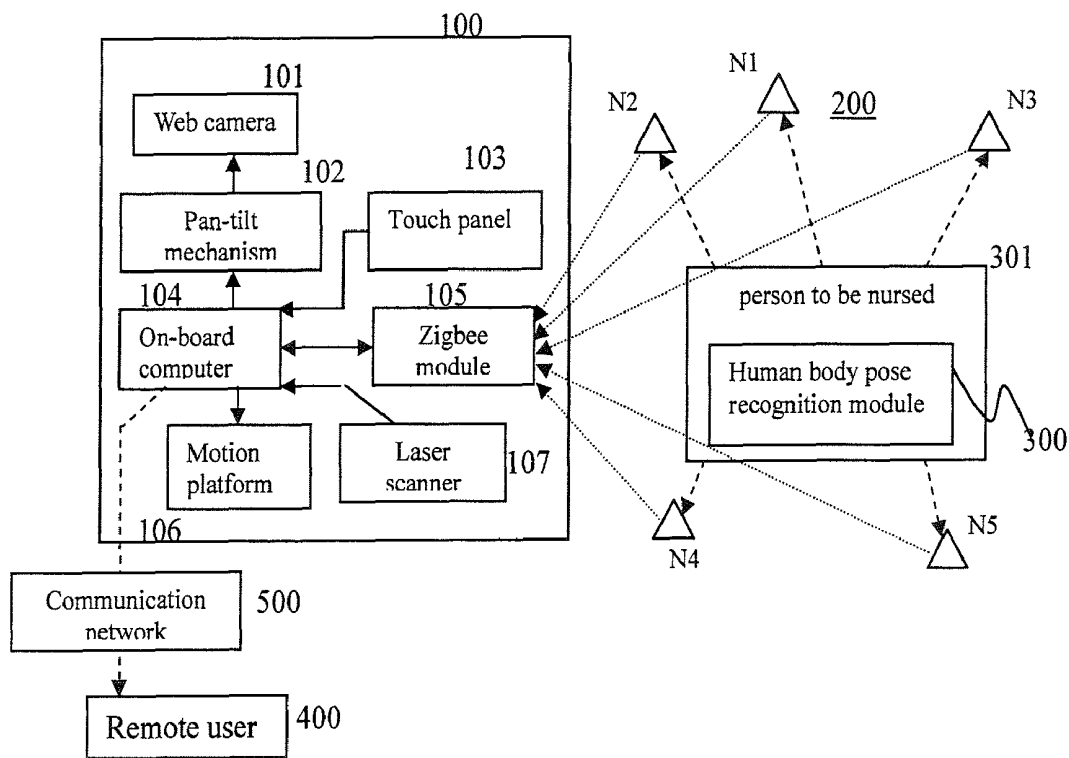 100
101
Web camera
102
Pan-tilt
mechanism
103
Touch panel
104
On-board
computer
105
Zigbee
module
Motion
platform
106
Laser
scanner
107
N1
N2
200
N3
301
person to be nursed
Human body pose
recognition module
300
N4
N5
Communication
network
500
Remote user
400